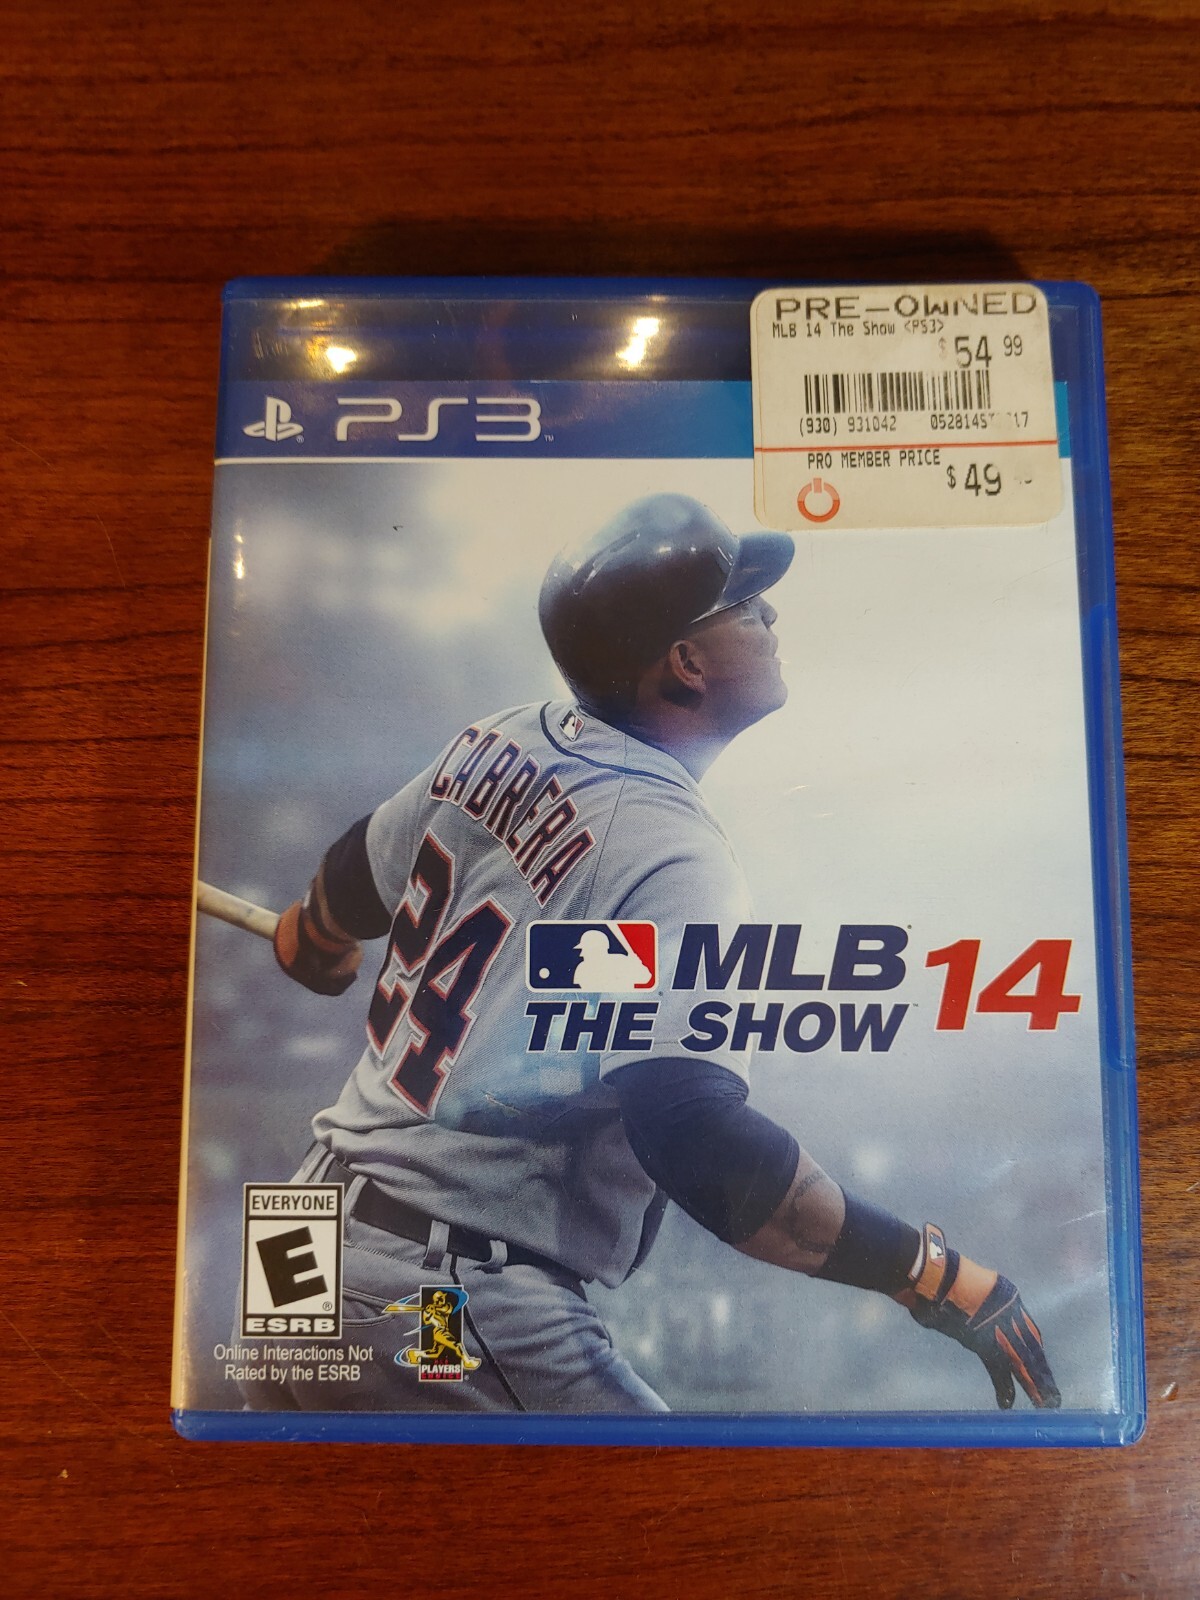 PRE-OWNED
MLB 14 The Show <PS3>
$54 99
(930) 931042
PRO MEMBER PRICE
$49
PS3
CABRERA
24
MLB 14
THE SHOW
EVERYONE
E
ESRB
Online Interactions Not
Rated by the ESRB
PLAYERS
CHOICE